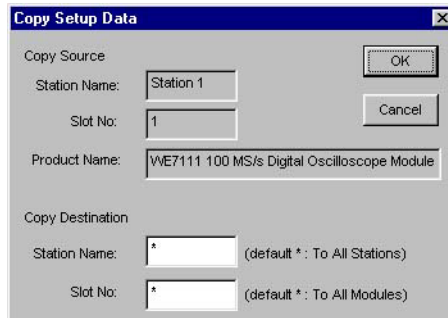 Copy Setup Data
Copy Source
OK
Station Name: Station 1
Cancel
Slot No: 1
Product Name: WE7111 100 MS/s Digital Oscilloscope Module
Copy Destination
Station Name: * (default * : To All Stations)
Slot No: * (default * : To All Modules)